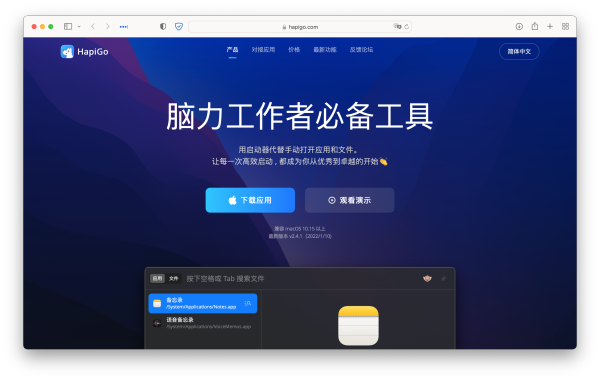 hapigo.com
HapiGo
产品
对接应用
价格
最新功能
反馈论坛
简体中文
脑力工作者必备工具
用启动器代替手动打开应用和文件。
让每一次高效启动，都成为你从优秀到卓越的开始
下载应用
观看演示
兼容 macOS 10.15 以上
最新版本 v2.4.1（2022/1/10）
应用 文件 按下空格或 Tab 搜索文件
备忘录
/System/Applications/Notes.app
语音备忘录
/System/Applications/VoiceMemos.app